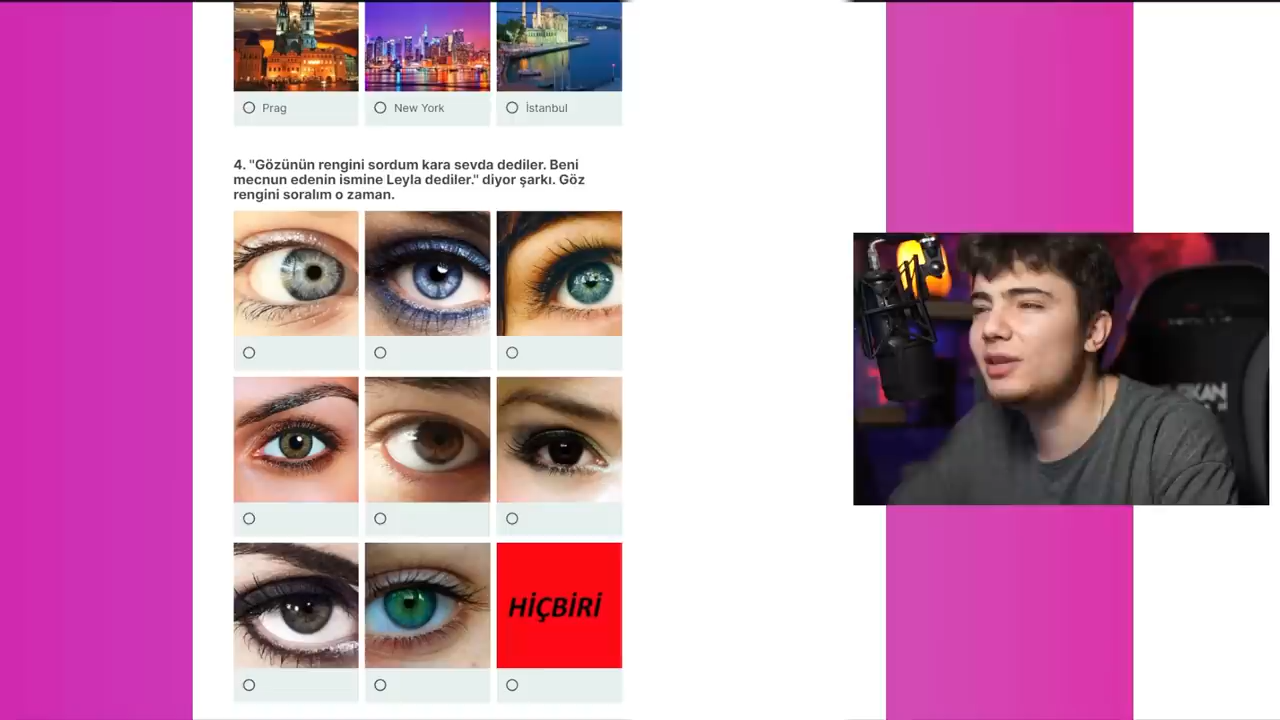 Prag
New York
İstanbul
4. "Gözünün rengini sordum kara sevda dediler. Beni
mecnun edenin ismine Leyla dediler." diyor şarkı. Göz
rengini soralım o zaman.
HİÇBİRİ